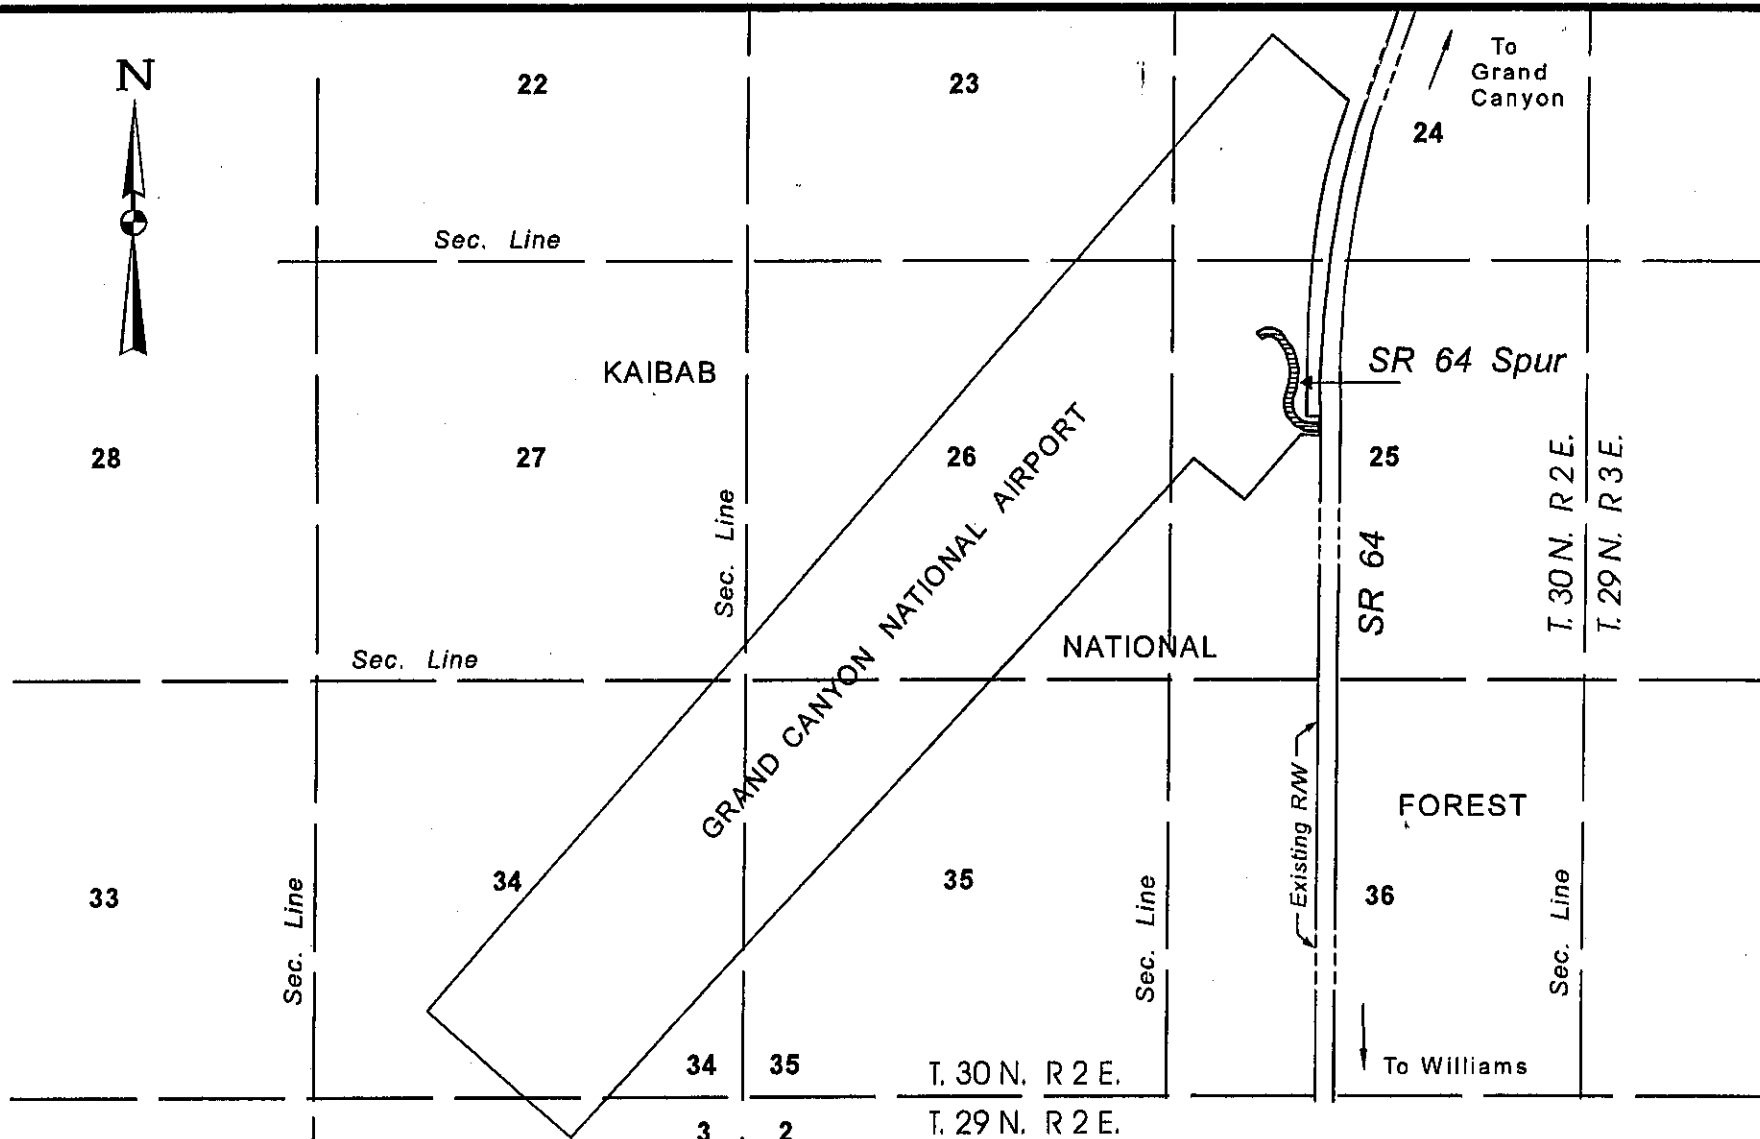 N
22
23
To
Grand
Canyon
24
Sec. Line
KAIBAB
SR 64 Spur
28
27
26
25
GRAND CANYON NATIONAL AIRPORT
Sec. Line
SR 64
T. 30 N. R 2 E.
T. 29 N. R 3 E.
Sec. Line
NATIONAL
Existing R/W
FOREST
33
34
35
36
Sec. Line
Sec. Line
Sec. Line
34
35
T. 30 N. R 2 E.
To Williams
3
2
T. 29 N. R 2 E.